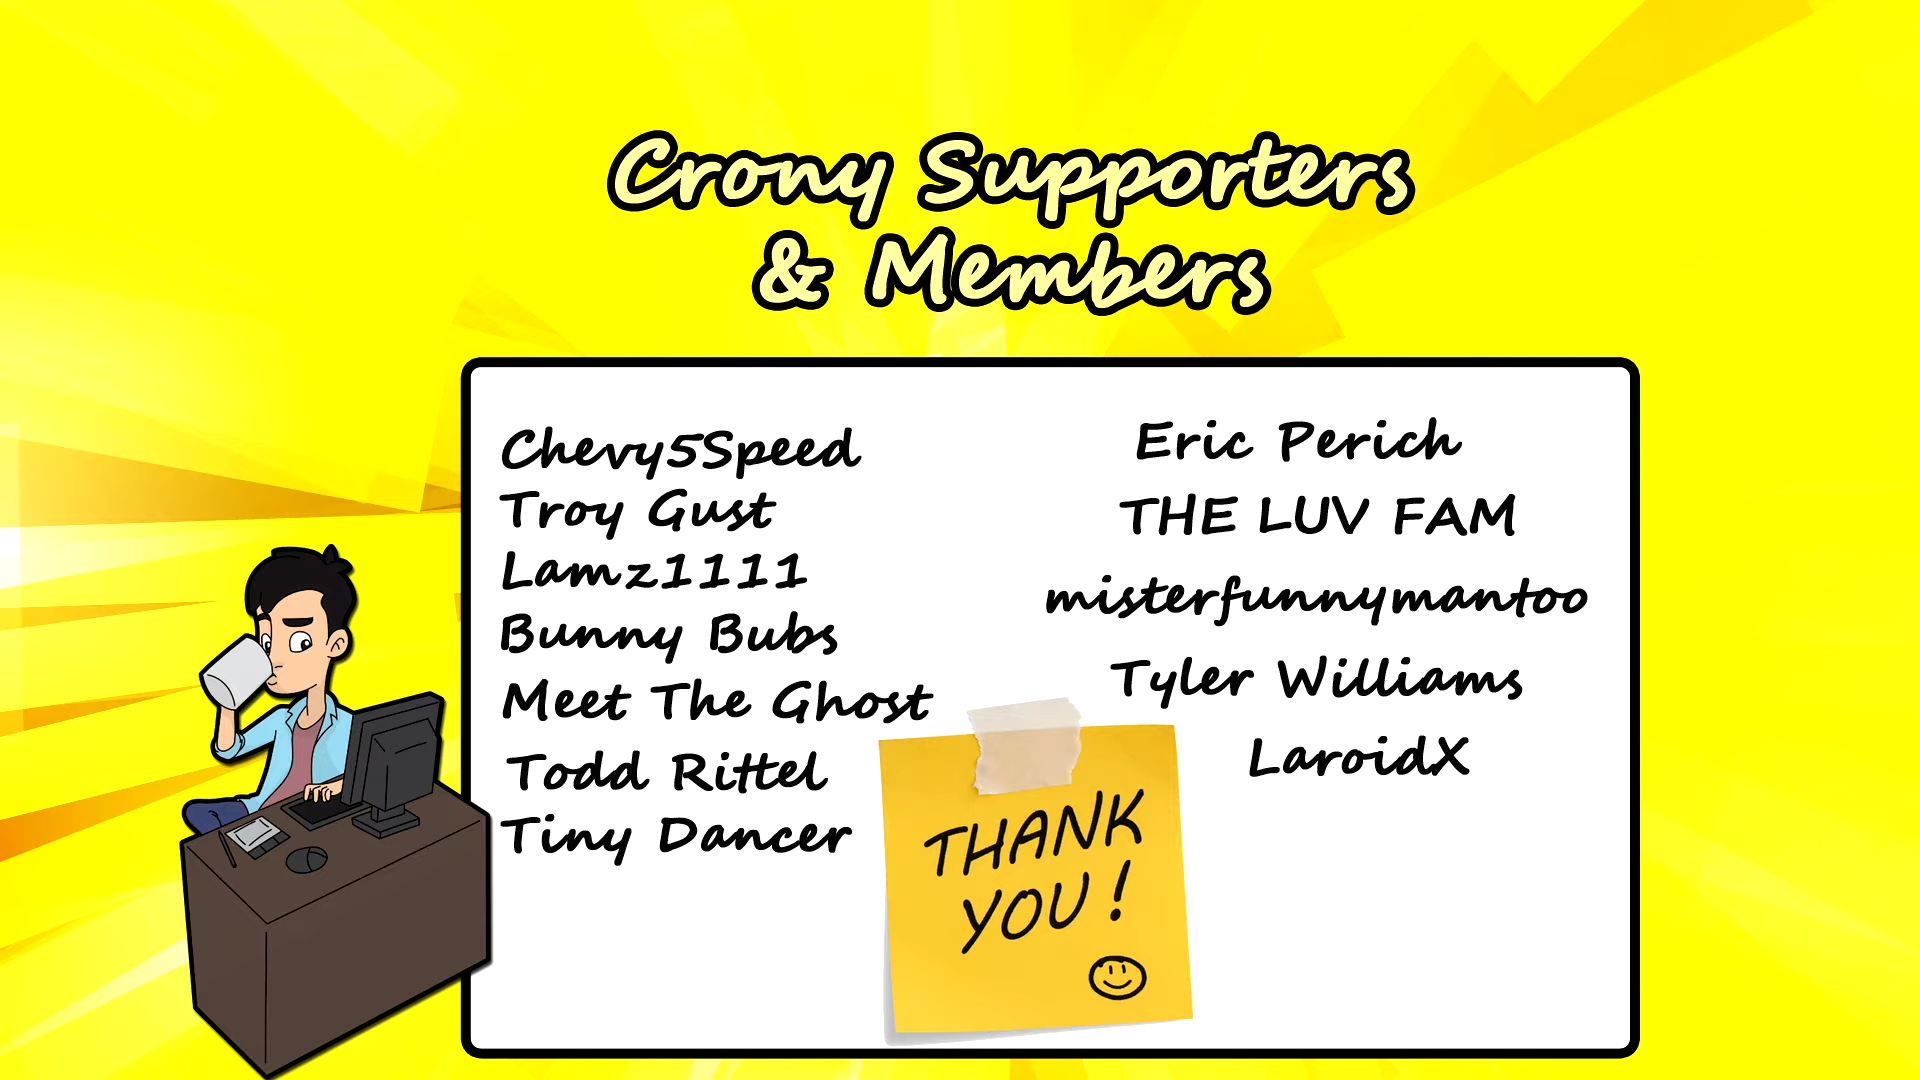 Crony Supporters
& Members
Chevy5Speed
Troy Gust
Lamz1111
Bunny Bubs
Meet The Ghost
Todd Rittel
Tiny Dancer
Eric Perich
THE LUV FAM
misterfunnymantoo
Tyler Williams
LaroidX
THANK
YOU!